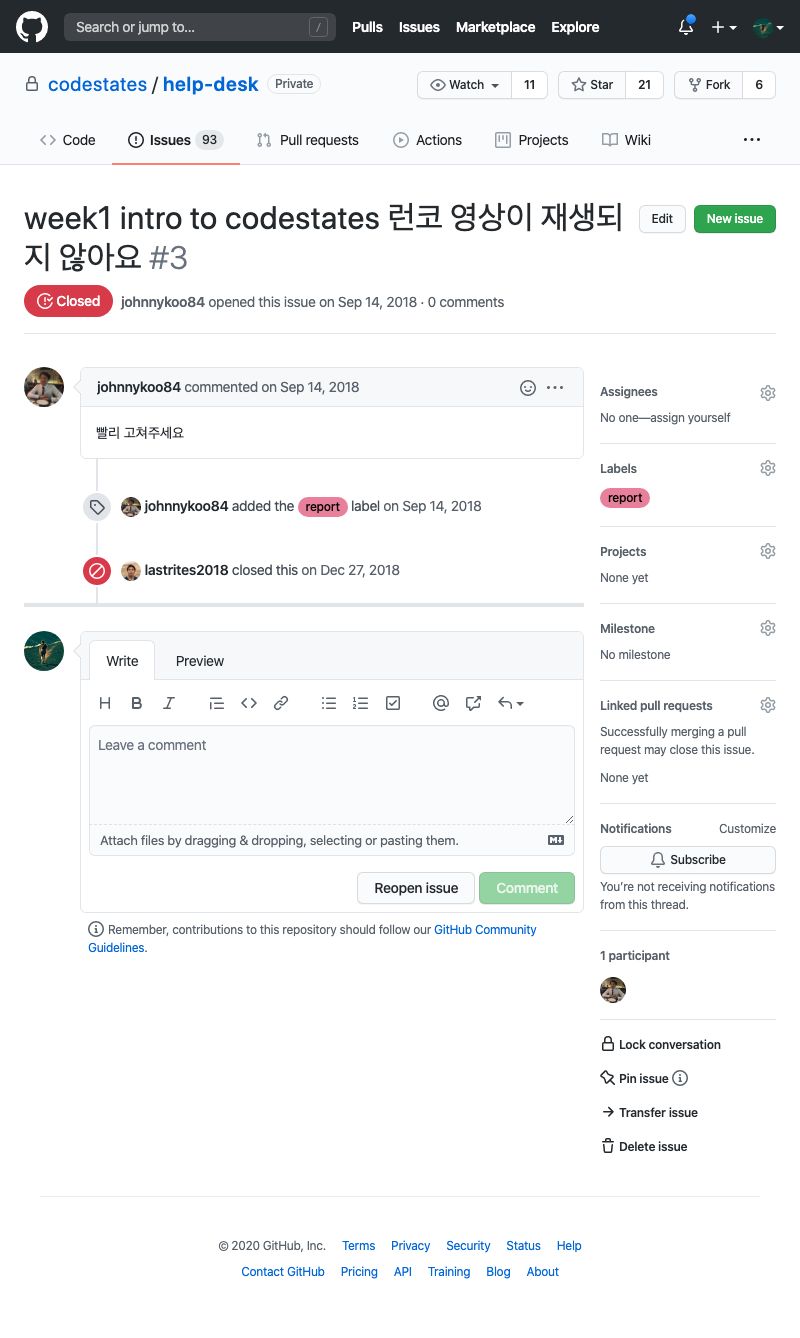 Search or jump to... /
Pulls Issues Marketplace Explore
codestates / help-desk Private
Watch 11 Star 21 Fork 6
Code Issues 93 Pull requests Actions Projects Wiki ...
week1 intro to codestates 런코 영상이 재생되
지 않아요 #3
Edit New issue
Closed johnnykoo84 opened this issue on Sep 14, 2018 · 0 comments
johnnykoo84 commented on Sep 14, 2018
빨리 고쳐주세요
johnnykoo84 added the report label on Sep 14, 2018
lastrites2018 closed this on Dec 27, 2018
Write Preview
H B I
Leave a comment
Attach files by dragging & dropping, selecting or pasting them.
Reopen issue Comment
Remember, contributions to this repository should follow our GitHub Community
Guidelines.
Assignees
No one—assign yourself
Labels
report
Projects
None yet
Milestone
No milestone
Linked pull requests
Successfully merging a pull
request may close this issue.
None yet
Notifications Customize
Subscribe
You're not receiving notifications
from this thread.
1 participant
Lock conversation
Pin issue
Transfer issue
Delete issue
© 2020 GitHub, Inc. Terms Privacy Security Status Help
Contact GitHub Pricing API Training Blog About